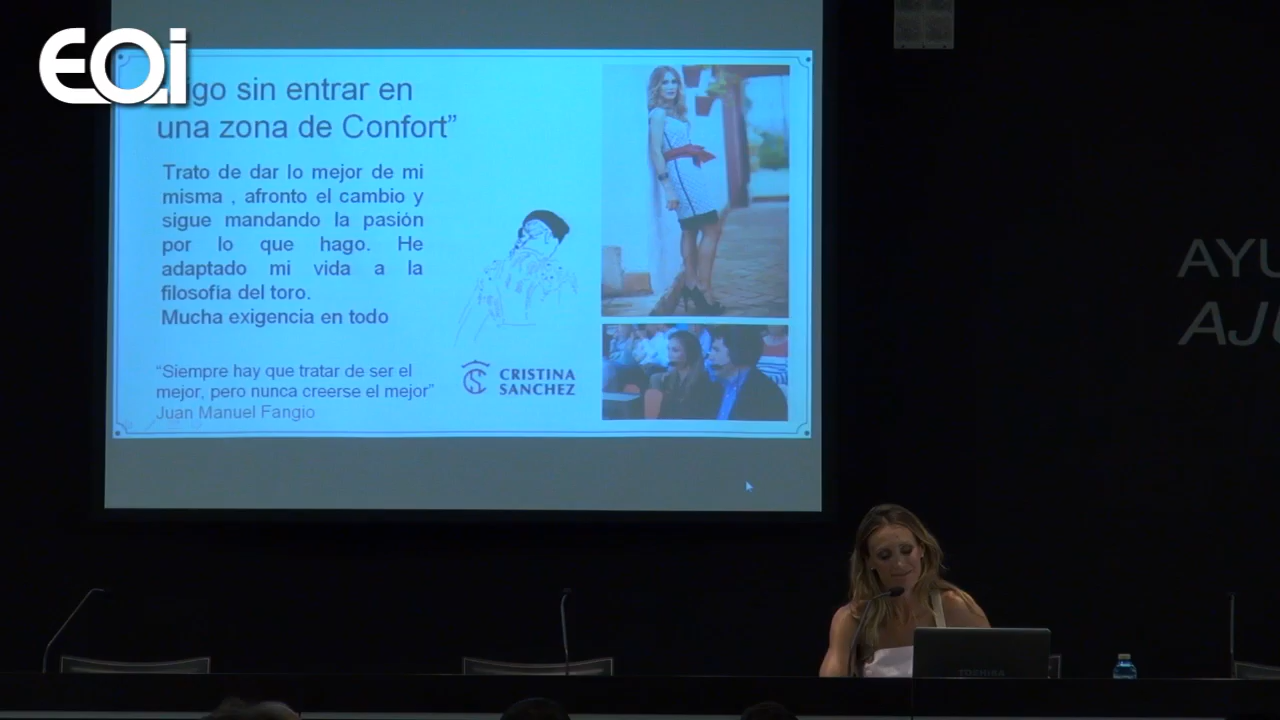 EOi
go sin entrar en
una zona de Confort”
Trato de dar lo mejor de mi
misma , afronto el cambio y
sigue mandando la pasión
por lo que hago. He
adaptado mi vida a la
filosofía del toro.
Mucha exigencia en todo
“Siempre hay que tratar de ser el
mejor, pero nunca creerse el mejor”
Juan Manuel Fangio
CRISTINA
SANCHEZ
AYU
AJU
TOSHIBA